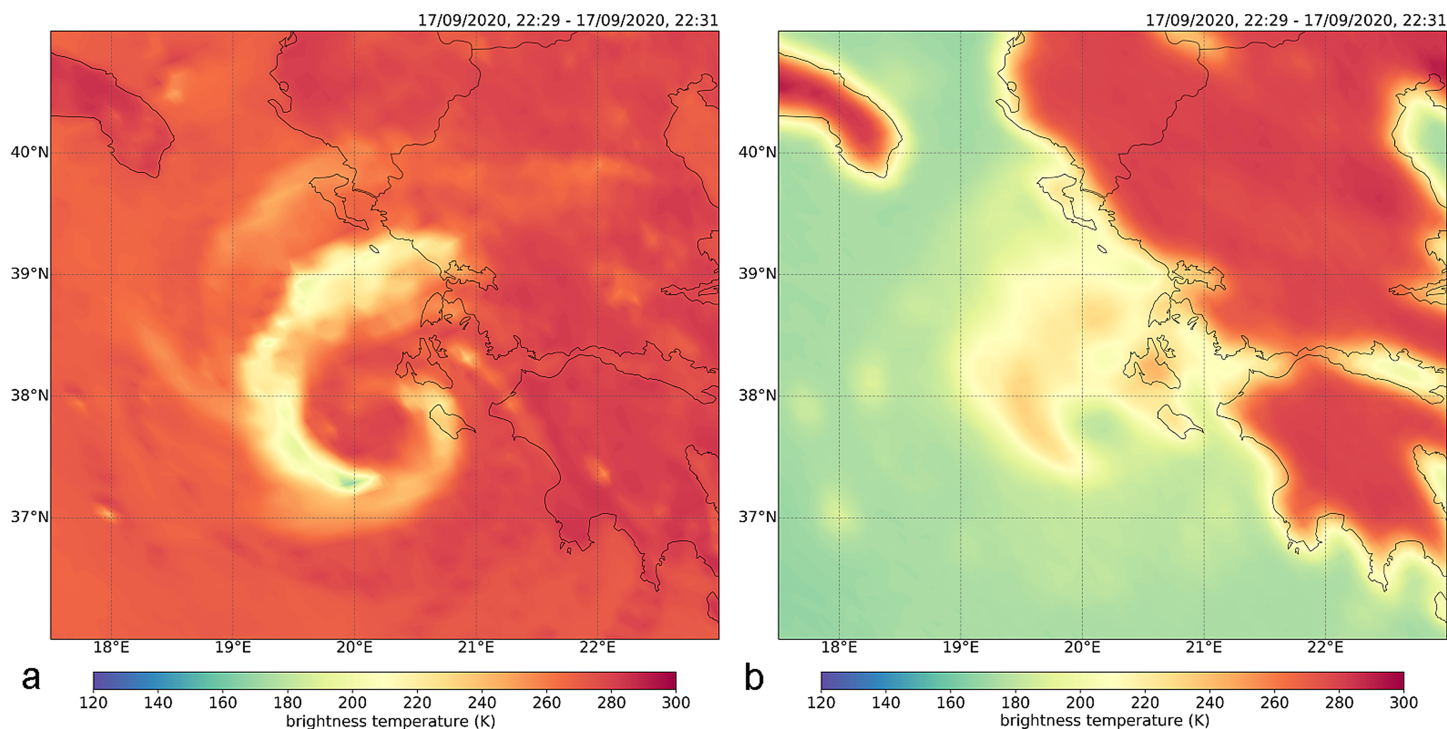 17/09/2020, 22:29 - 17/09/2020, 22:31
40°N
39°N
38°N
37°N
18°E 19°E 20°E 21°E 22°E
a
120 140 160 180 200 220 240 260 280 300
brightness temperature (K)
17/09/2020, 22:29 - 17/09/2020, 22:31
40°N
39°N
38°N
37°N
18°E 19°E 20°E 21°E 22°E
b
120 140 160 180 200 220 240 260 280 300
brightness temperature (K)